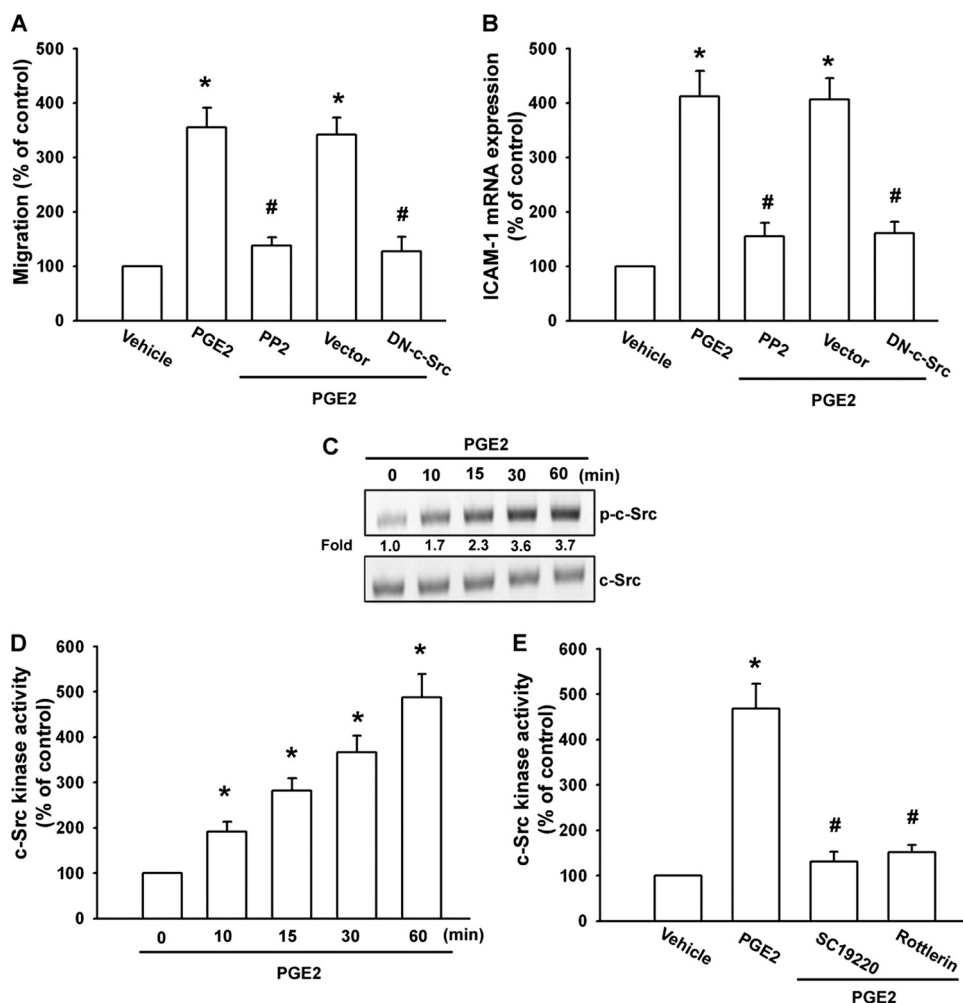 A
Migration (% of control)
500
400
300
200
100
0
*
#
*
#
Vehicle
PGE2
PP2
Vector
DN-c-Src
PGE2
B
ICAM-1 mRNA expression
(% of control)
500
400
300
200
100
0
*
#
*
#
Vehicle
PGE2
PP2
Vector
DN-c-Src
PGE2
C
PGE2
0 10 15 30 60 (min)
p-c-Src
Fold 1.0 1.7 2.3 3.6 3.7
c-Src
D
c-Src kinase activity
(% of control)
600
500
400
300
200
100
0
*
*
*
*
0 10 15 30 60 (min)
PGE2
E
c-Src kinase activity
(% of control)
600
500
400
300
200
100
0
*
#
#
Vehicle
PGE2
SC19220
Rottlerin
PGE2